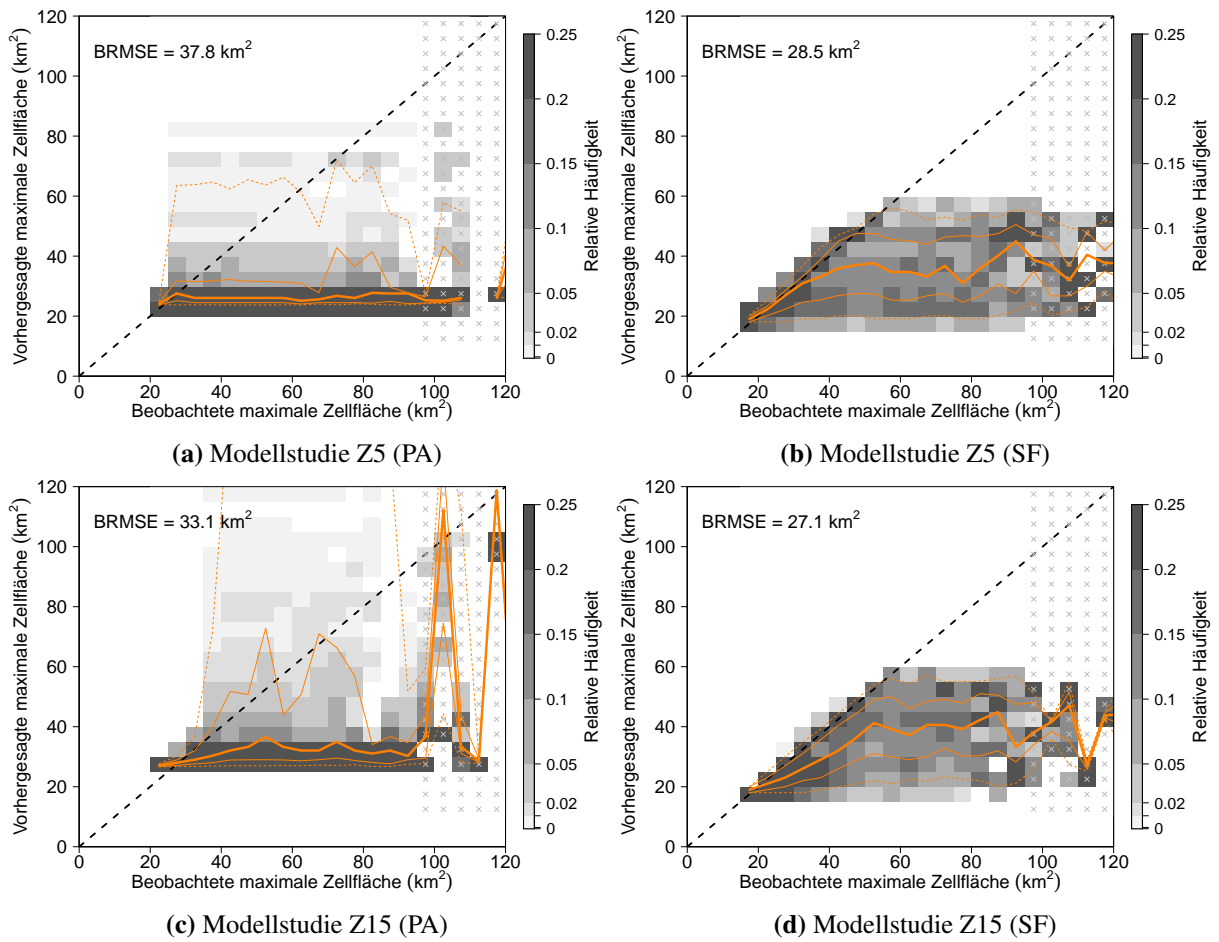 BRMSE = 37.8 km²
Vorhergesagte maximale Zellfläche (km²)
0 20 40 60 80 100 120
0 20 40 60 80 100 120
Beobachtete maximale Zellfläche (km²)
0 0.02 0.05 0.1 0.15 0.2 0.25
Relative Häufigkeit
(a) Modellstudie Z5 (PA)
BRMSE = 28.5 km²
Vorhergesagte maximale Zellfläche (km²)
0 20 40 60 80 100 120
0 20 40 60 80 100 120
Beobachtete maximale Zellfläche (km²)
0 0.02 0.05 0.1 0.15 0.2 0.25
Relative Häufigkeit
(b) Modellstudie Z5 (SF)
BRMSE = 33.1 km²
Vorhergesagte maximale Zellfläche (km²)
0 20 40 60 80 100 120
0 20 40 60 80 100 120
Beobachtete maximale Zellfläche (km²)
0 0.02 0.05 0.1 0.15 0.2 0.25
Relative Häufigkeit
(c) Modellstudie Z15 (PA)
BRMSE = 27.1 km²
Vorhergesagte maximale Zellfläche (km²)
0 20 40 60 80 100 120
0 20 40 60 80 100 120
Beobachtete maximale Zellfläche (km²)
0 0.02 0.05 0.1 0.15 0.2 0.25
Relative Häufigkeit
(d) Modellstudie Z15 (SF)